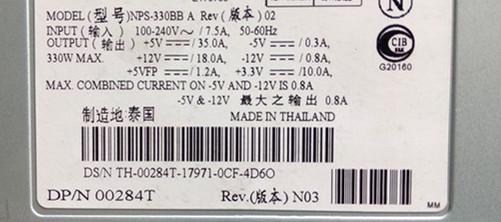 MODEL (型号) NPS-330BB A Rev (版本) 02
INPUT (输入) 100-240V~ / 7.5A, 50-60Hz
OUTPUT (输出) +5V ⎓ / 35.0A, -5V ⎓ / 0.3A,
330W MAX. +12V ⎓ / 18.0A, -12V ⎓ / 0.8A,
+5VFP ⎓ / 1.2A, +3.3V ⎓ / 10.0A,
MAX. COMBINED CURRENT ON -5V AND -12V IS 0.8A
-5V & -12V 最大之输出 0.8A
制造地:泰国 MADE IN THAILAND
DS/N TH-00284T-17971-0CF-4D6O
DP/N 00284T Rev.(版本) N03
N
CIB
G20160
MM